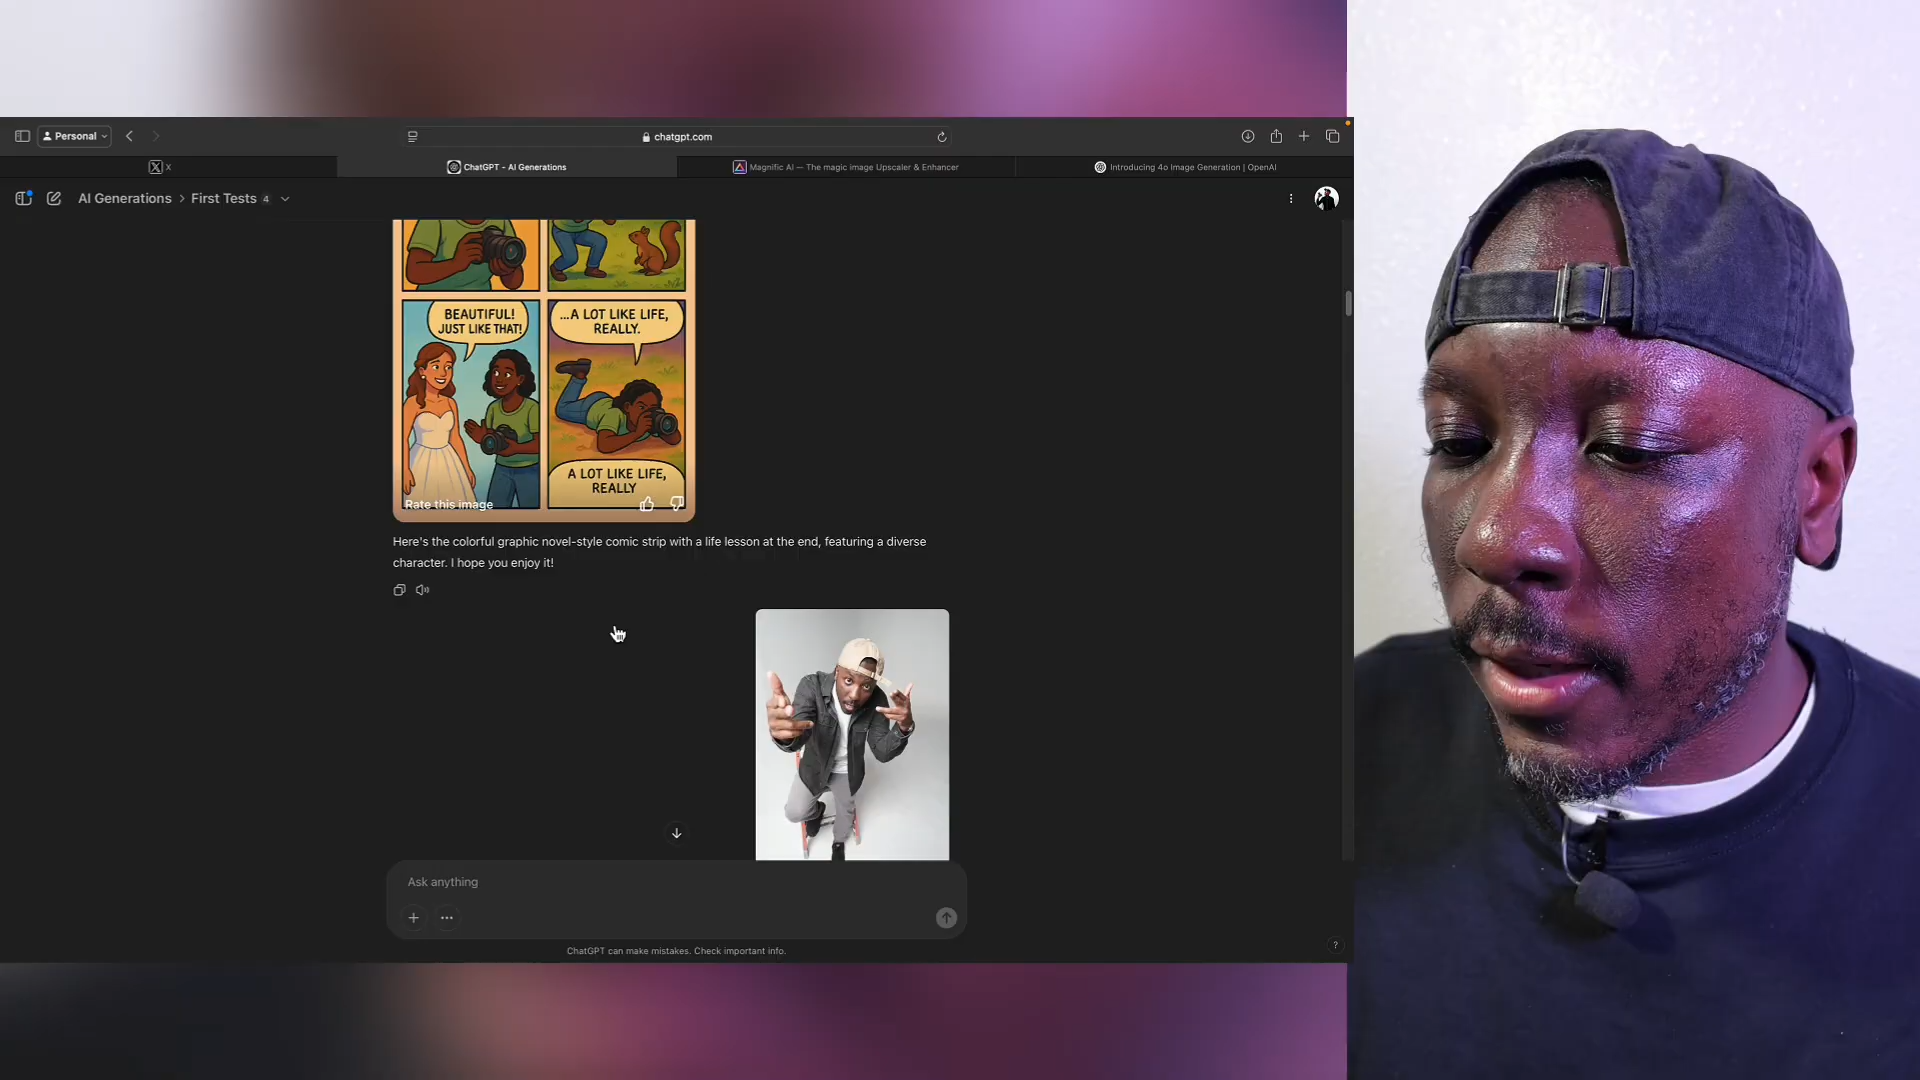 Personal
chatgpt.com
X
ChatGPT - AI Generations
Magnific AI — The magic image Upscaler & Enhancer
Introducing 4o Image Generation | OpenAI
AI Generations > First Tests 4
BEAUTIFUL!
JUST LIKE THAT!
...A LOT LIKE LIFE,
REALLY.
A LOT LIKE LIFE,
REALLY
Rate this image
Here's the colorful graphic novel-style comic strip with a life lesson at the end, featuring a diverse
character. I hope you enjoy it!
Ask anything
ChatGPT can make mistakes. Check important info.
?